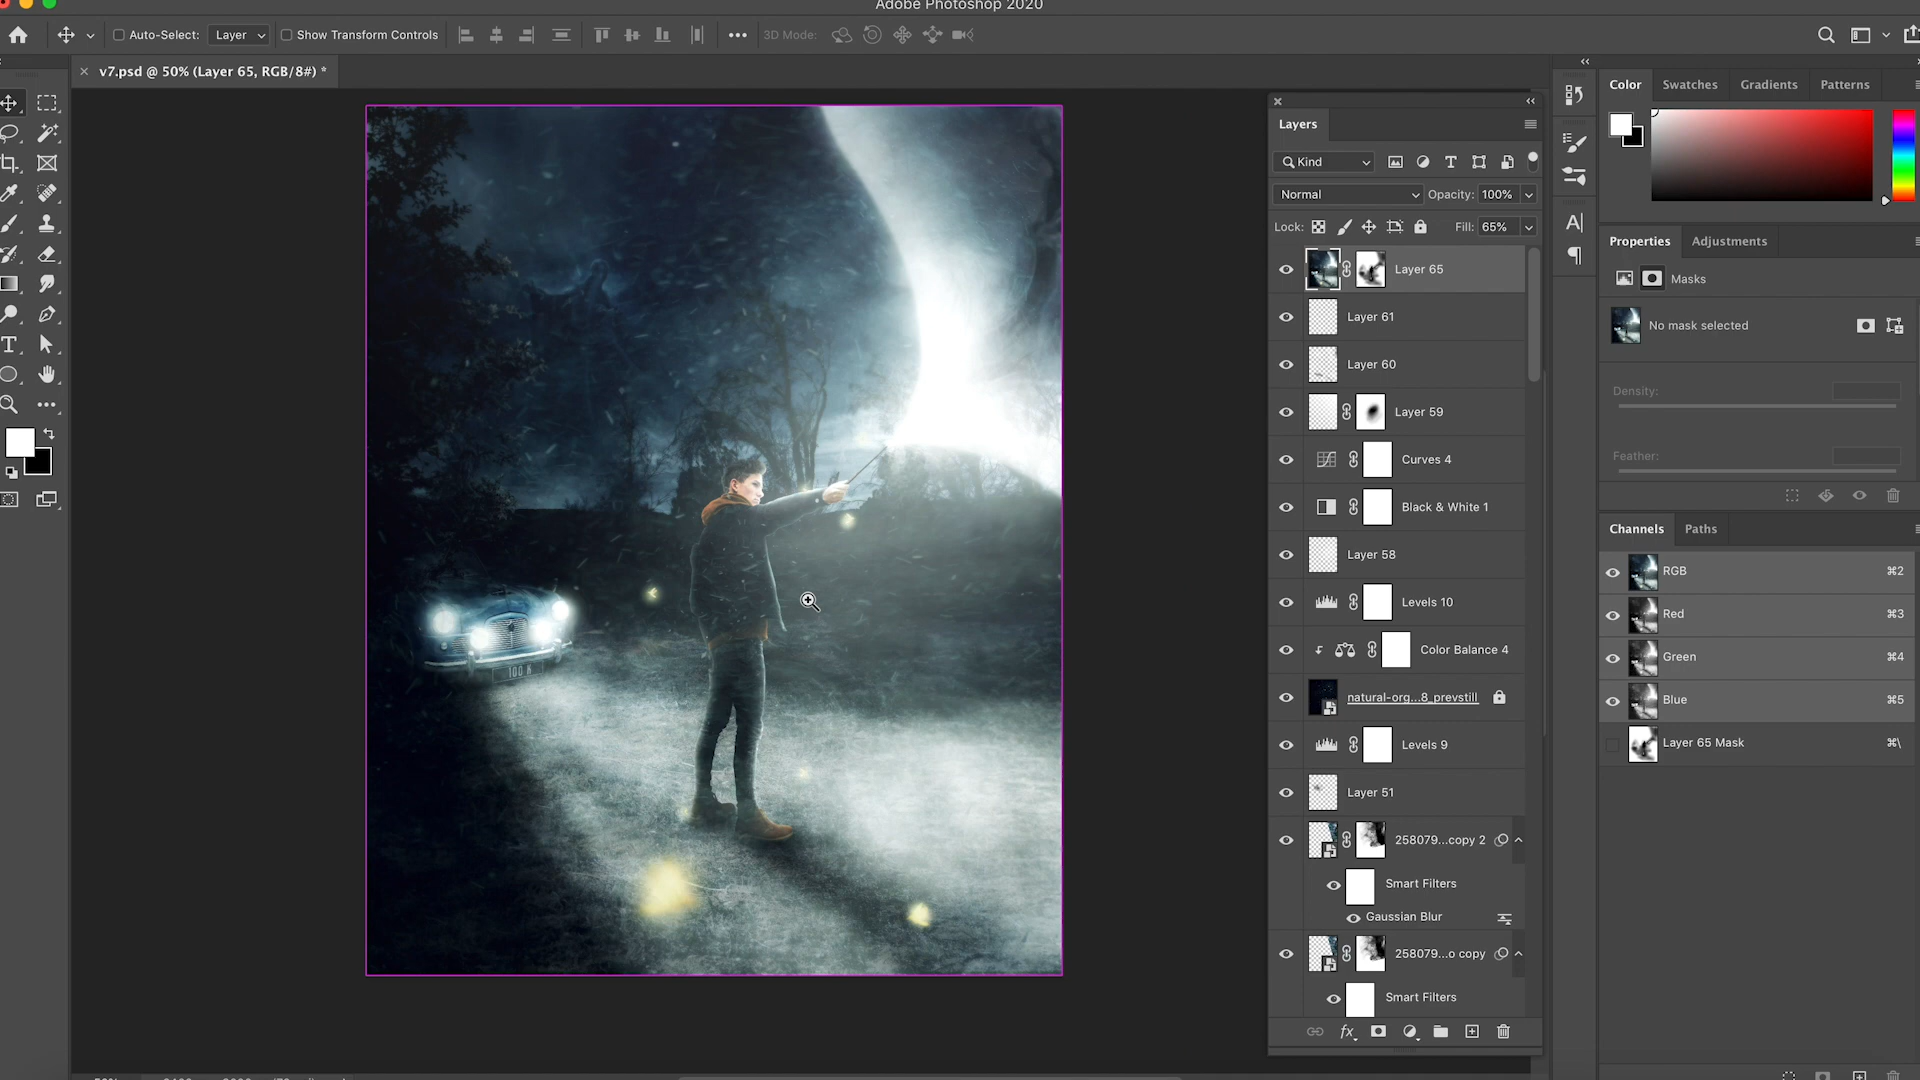 Adobe Photoshop 2020
Auto-Select:
Layer
Show Transform Controls
3D Mode:
v7.psd @ 50% (Layer 65, RGB/8#) *
Layers
Kind
Normal
Opacity: 100%
Lock:
Fill: 65%
Layer 65
Layer 61
Layer 60
Layer 59
Curves 4
Black & White 1
Layer 58
Levels 10
Color Balance 4
natural-org...8_prevstill
Levels 9
Layer 51
258079...copy 2
Smart Filters
Gaussian Blur
258079...o copy
Smart Filters
fx
100 K
Color
Swatches
Gradients
Patterns
Properties
Adjustments
Masks
No mask selected
Density:
Feather:
Channels
Paths
RGB ⌘2
Red ⌘3
Green ⌘4
Blue ⌘5
Layer 65 Mask ⌘\